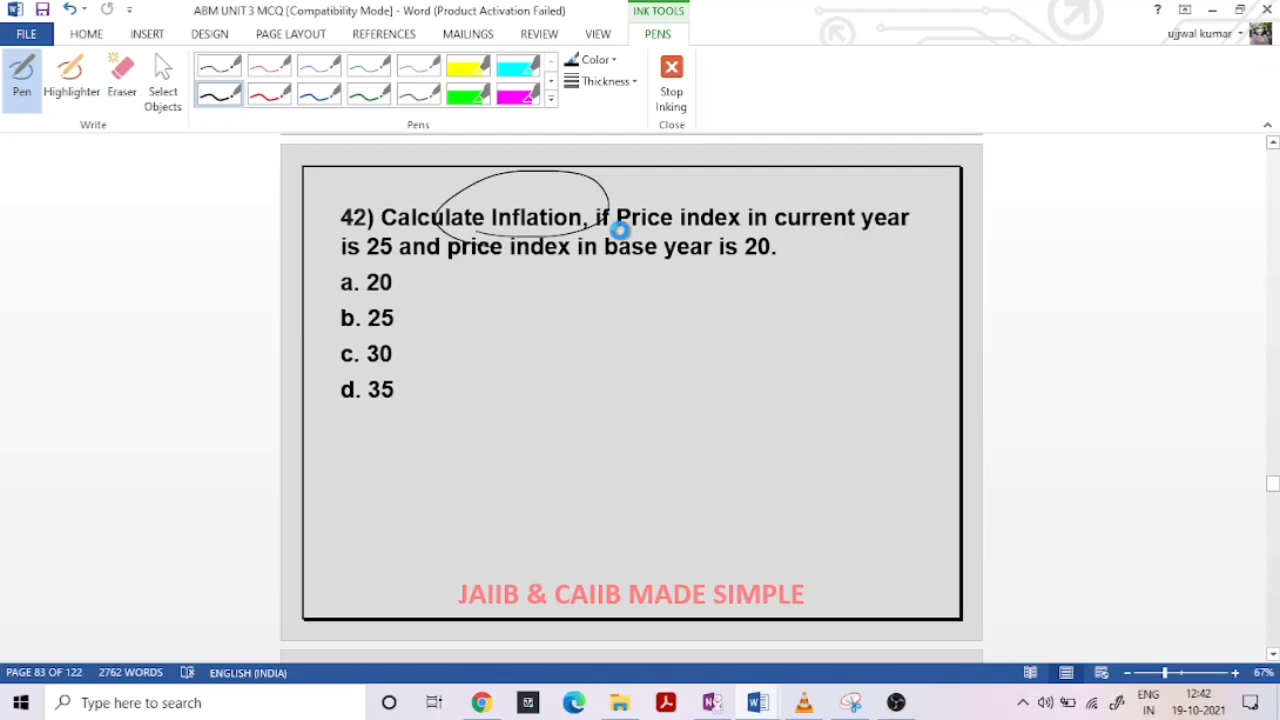 ABM UNIT 3 MCQ [Compatibility Mode] - Word (Product Activation Failed)
INK TOOLS
?
FILE
HOME
INSERT
DESIGN
PAGE LAYOUT
REFERENCES
MAILINGS
REVIEW
VIEW
PENS
ujjwal kumar
Pen
Highlighter
Eraser
Select
Objects
Color
Thickness
Stop
Inking
Write
Pens
Close
42) Calculate Inflation, if Price index in current year
is 25 and price index in base year is 20.
a. 20
b. 25
c. 30
d. 35
JAIIB & CAIIB MADE SIMPLE
PAGE 83 OF 122
2762 WORDS
ENGLISH (INDIA)
67%
Type here to search
ENG
IN
12:42
19-10-2021